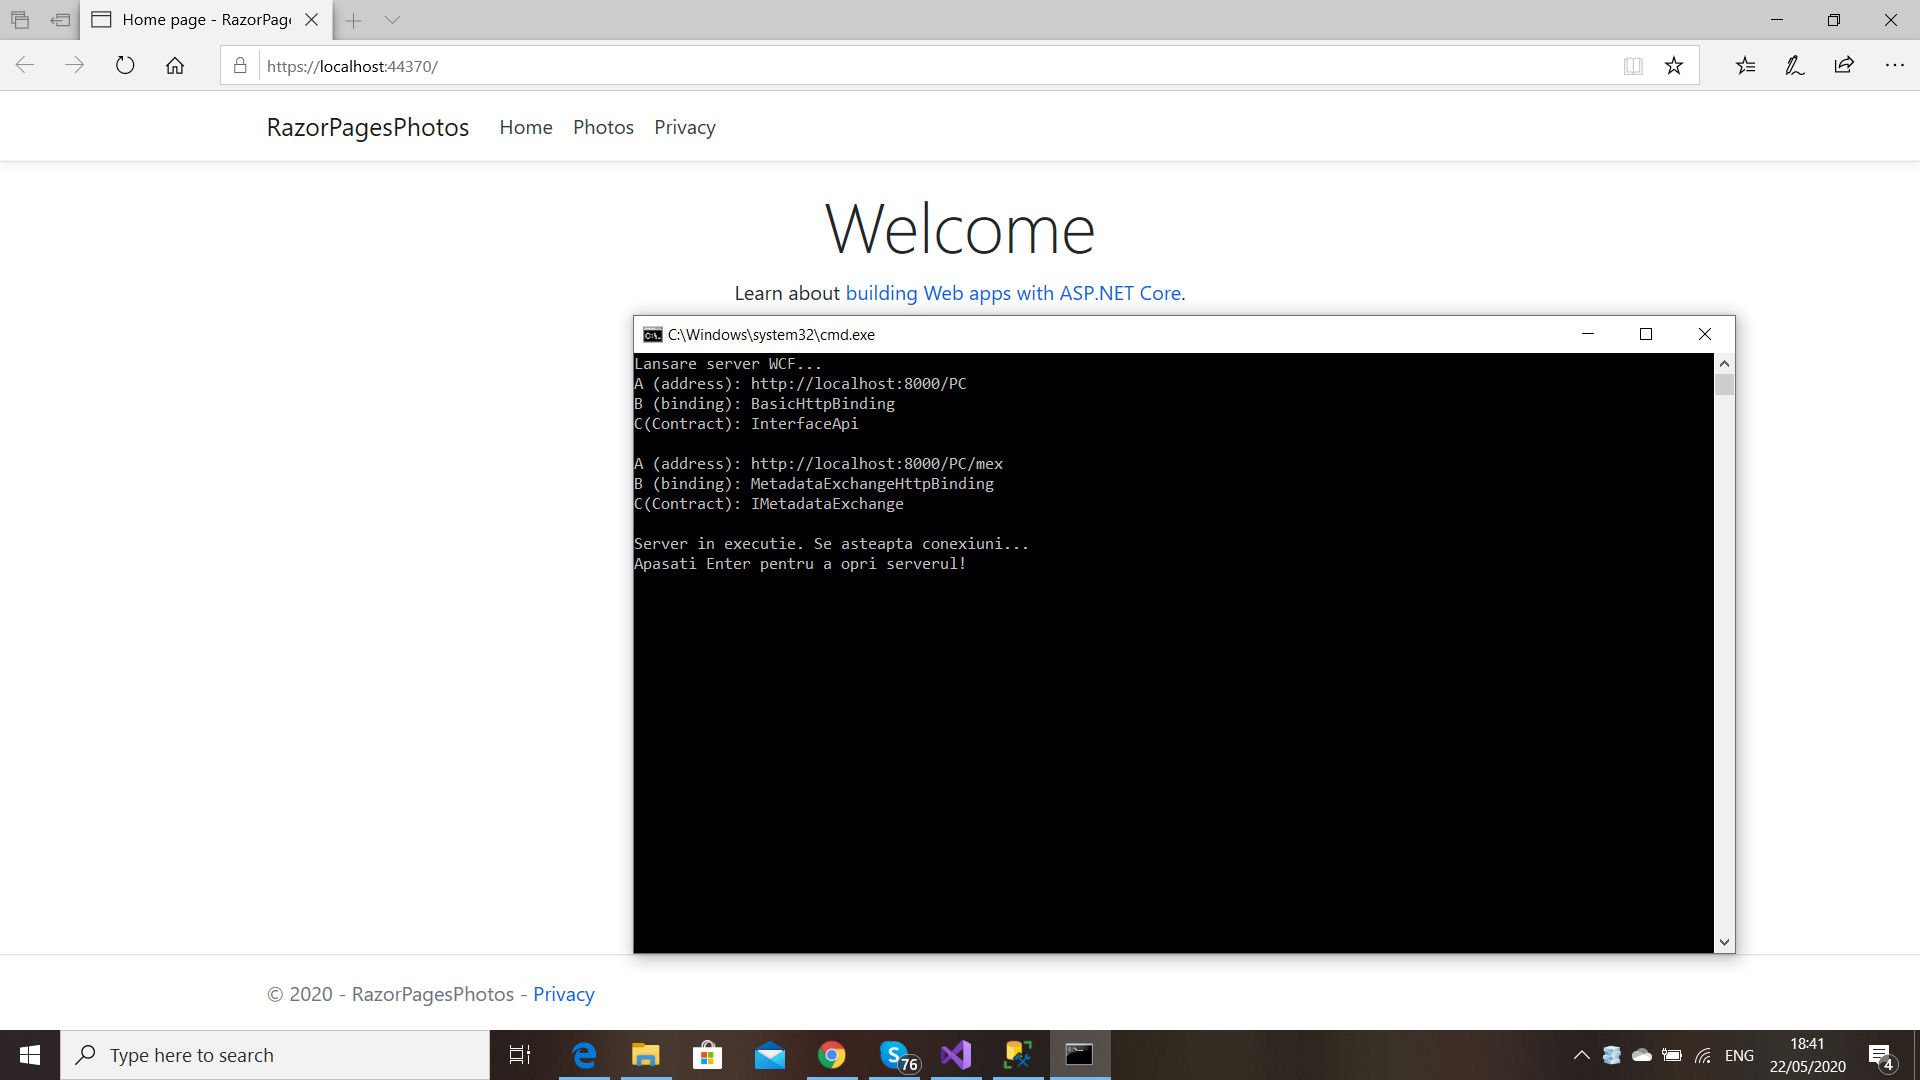 Home page - RazorPage
https://localhost:44370/
RazorPagesPhotos
Home
Photos
Privacy
Welcome
Learn about building Web apps with ASP.NET Core.
C:\Windows\system32\cmd.exe
Lansare server WCF...
A (address): http://localhost:8000/PC
B (binding): BasicHttpBinding
C(Contract): InterfaceApi
A (address): http://localhost:8000/PC/mex
B (binding): MetadataExchangeHttpBinding
C(Contract): IMetadataExchange
Server in executie. Se asteapta conexiuni...
Apasati Enter pentru a opri serverul!
© 2020 - RazorPagesPhotos - Privacy
Type here to search
76
ENG
18:41
22/05/2020
4